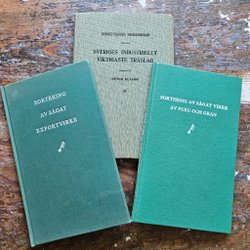 SVERIGES INDUSTRIELLT
VIKTIGASTE TRÄSLAG
SORTERING
AV SÅGAT
EXPORTVIRKE
SORTERING AV SÅGAT VIRKE
AV FURU OCH GRAN